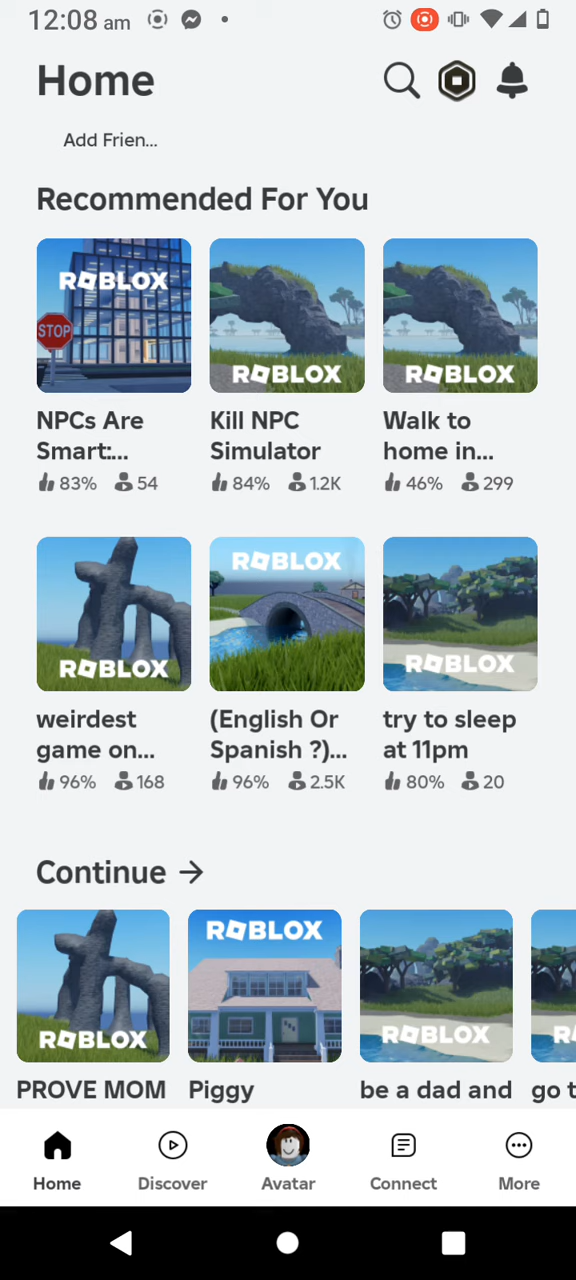 12:08 am
Home
Add Frien...
Recommended For You
ROBLOX
STOP
ROBLOX
ROBLOX
NPCs Are Smart:...
Kill NPC Simulator
Walk to home in...
83% 54
84% 1.2K
46% 299
ROBLOX
ROBLOX
ROBLOX
weirdest game on...
(English Or Spanish ?)...
try to sleep at 11pm
96% 168
96% 2.5K
80% 20
Continue →
ROBLOX
ROBLOX
ROBLOX
PROVE MOM
Piggy
be a dad and
Home
Discover
Avatar
Connect
More